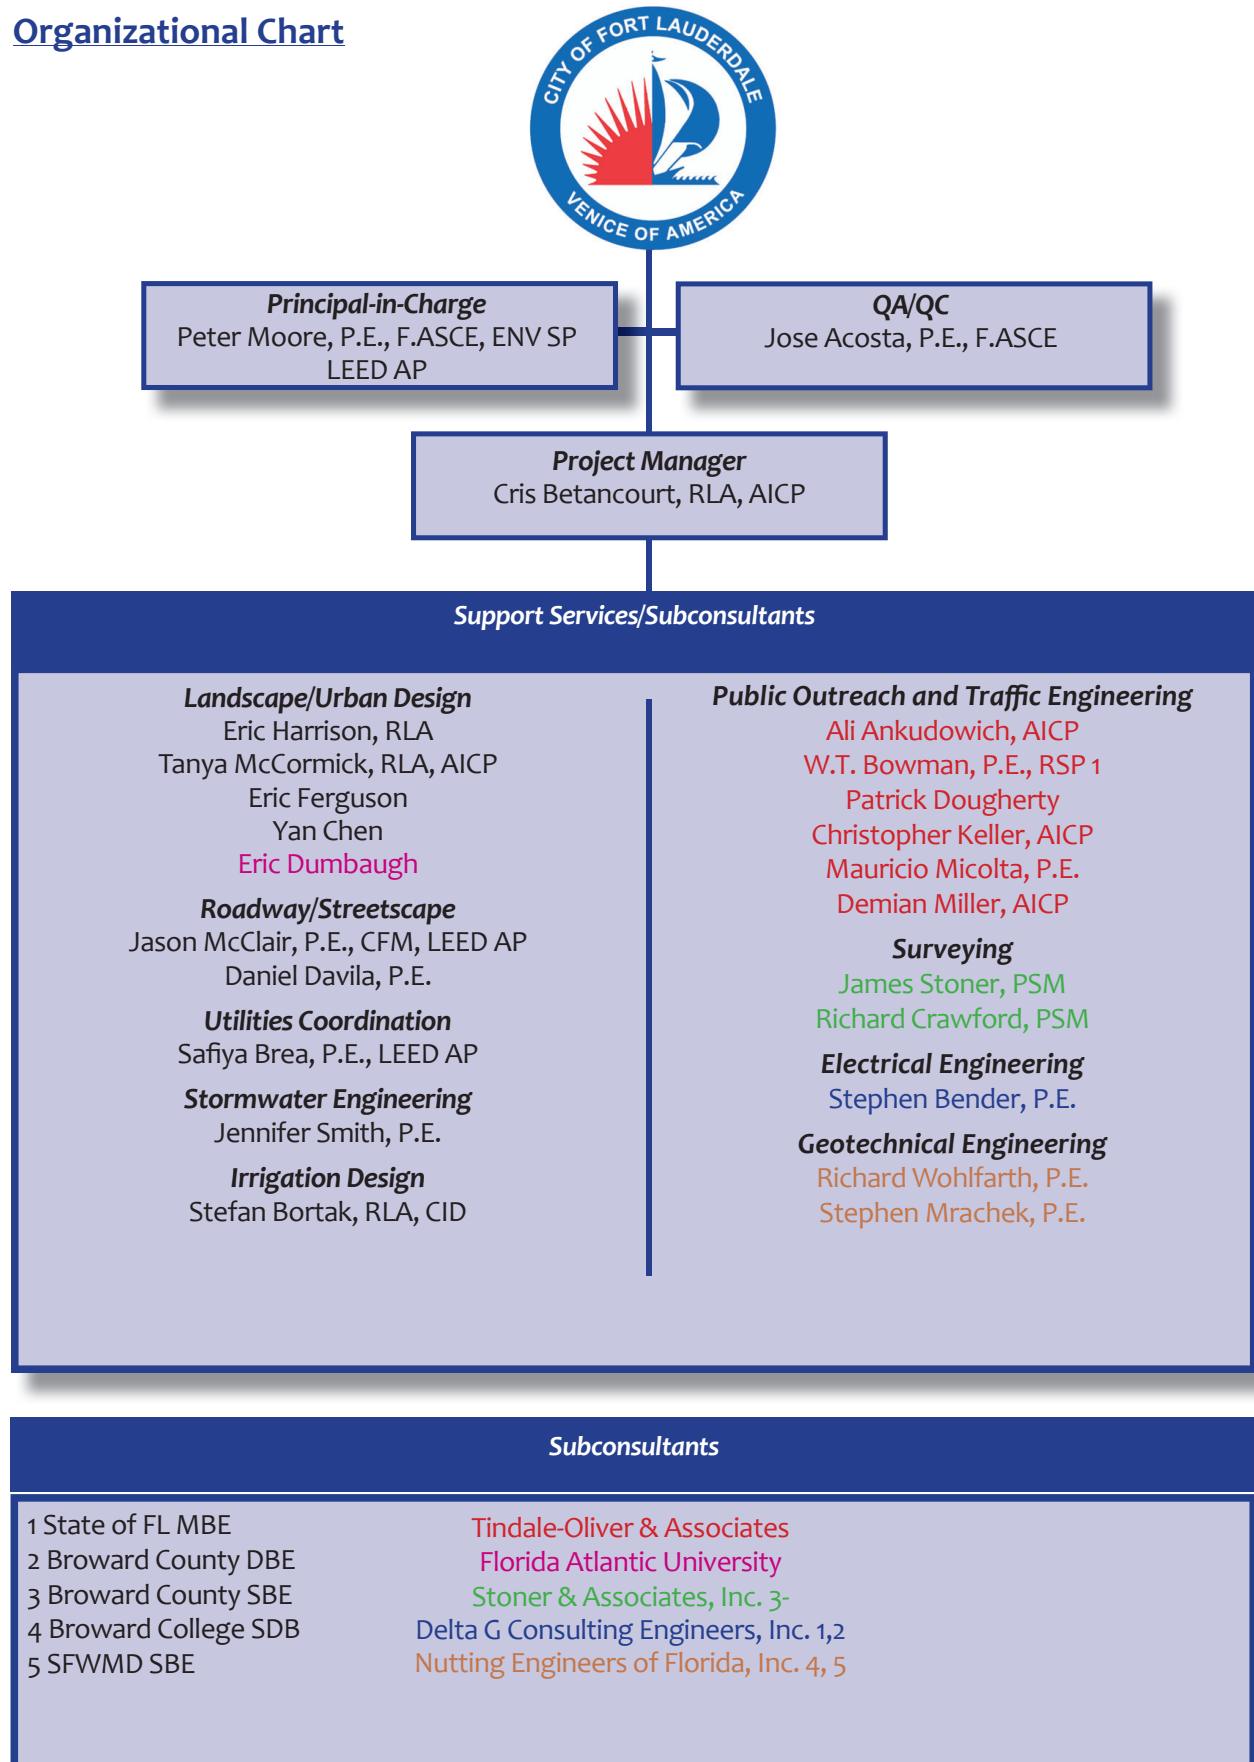 Organizational Chart
CITY OF FORT LAUDERDALE
VENICE OF AMERICA
Principal-in-Charge
Peter Moore, P.E., F.ASCE, ENV SP
LEED AP
QA/QC
Jose Acosta, P.E., F.ASCE
Project Manager
Cris Betancourt, RLA, AICP
Support Services/Subconsultants
Landscape/Urban Design
Eric Harrison, RLA
Tanya McCormick, RLA, AICP
Eric Ferguson
Yan Chen
Eric Dumbaugh
Roadway/Streetscape
Jason McClair, P.E., CFM, LEED AP
Daniel Davila, P.E.
Utilities Coordination
Safiya Brea, P.E., LEED AP
Stormwater Engineering
Jennifer Smith, P.E.
Irrigation Design
Stefan Bortak, RLA, CID
Public Outreach and Traffic Engineering
Ali Ankudowich, AICP
W.T. Bowman, P.E., RSP 1
Patrick Dougherty
Christopher Keller, AICP
Mauricio Micolta, P.E.
Demian Miller, AICP
Surveying
James Stoner, PSM
Richard Crawford, PSM
Electrical Engineering
Stephen Bender, P.E.
Geotechnical Engineering
Richard Wohlfarth, P.E.
Stephen Mrachek, P.E.
Subconsultants
1 State of FL MBE
2 Broward County DBE
3 Broward County SBE
4 Broward College SDB
5 SFWMD SBE
Tindale-Oliver & Associates
Florida Atlantic University
Stoner & Associates, Inc. 3-
Delta G Consulting Engineers, Inc. 1,2
Nutting Engineers of Florida, Inc. 4, 5